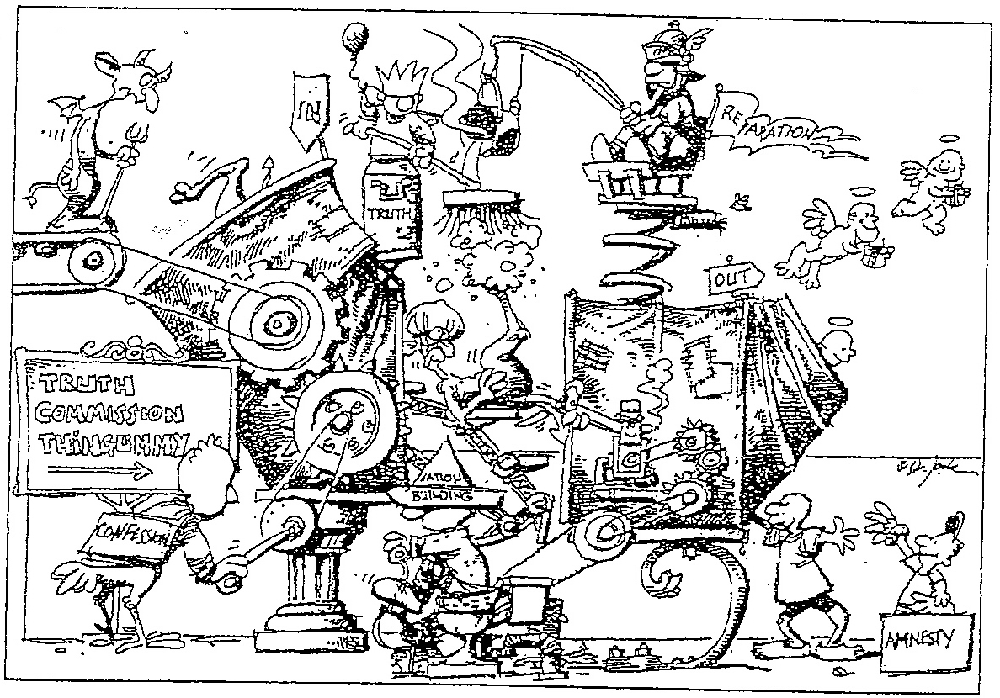 IN
REPARATION
TRUTH
OUT
TRUTH
COMMISSION
THINGUMMY
CONFESSION
NATION
BUILDING
AMNESTY